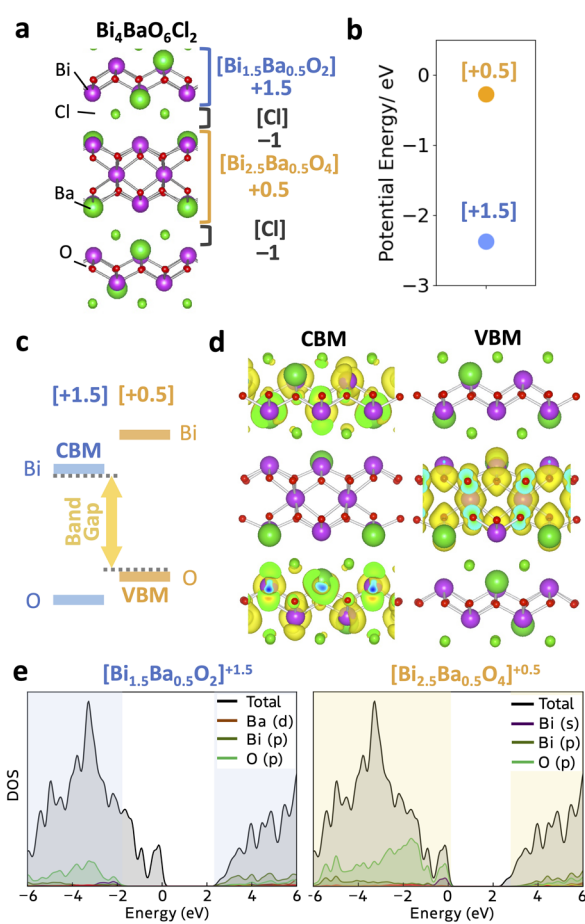 a
Bi₄BaO₆Cl₂
Bi
Cl
Ba
O
[Bi₁.₅Ba₀.₅O₂]
+1.5
[Cl]
−1
[Bi₂.₅Ba₀.₅O₄]
+0.5
[Cl]
−1
b
Potential Energy/ eV
0
−1
−2
−3
[+0.5]
[+1.5]
c
[+1.5] [+0.5]
CBM
Bi
Bi
Band
Gap
O
VBM
O
d
CBM
VBM
e
[Bi₁.₅Ba₀.₅O₂]⁺¹·⁵
DOS
Total
Ba (d)
Bi (p)
O (p)
−6 −4 −2 0 2 4 6
Energy (eV)
[Bi₂.₅Ba₀.₅O₄]⁺⁰·⁵
Total
Bi (s)
Bi (p)
O (p)
−6 −4 −2 0 2 4 6
Energy (eV)